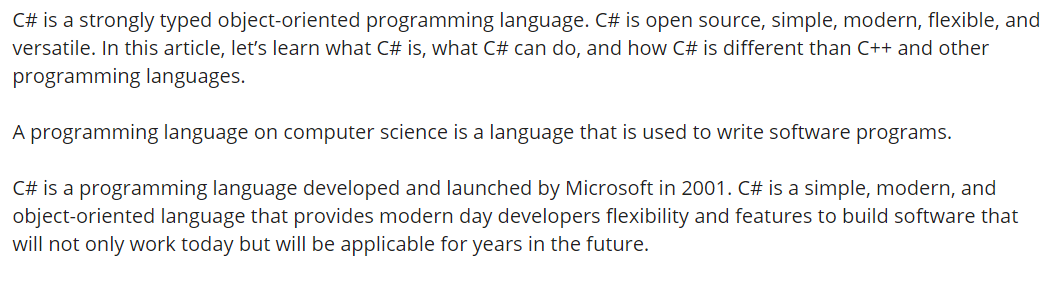 C# is a strongly typed object-oriented programming language. C# is open source, simple, modern, flexible, and
versatile. In this article, let’s learn what C# is, what C# can do, and how C# is different than C++ and other
programming languages.
A programming language on computer science is a language that is used to write software programs.
C# is a programming language developed and launched by Microsoft in 2001. C# is a simple, modern, and
object-oriented language that provides modern day developers flexibility and features to build software that
will not only work today but will be applicable for years in the future.